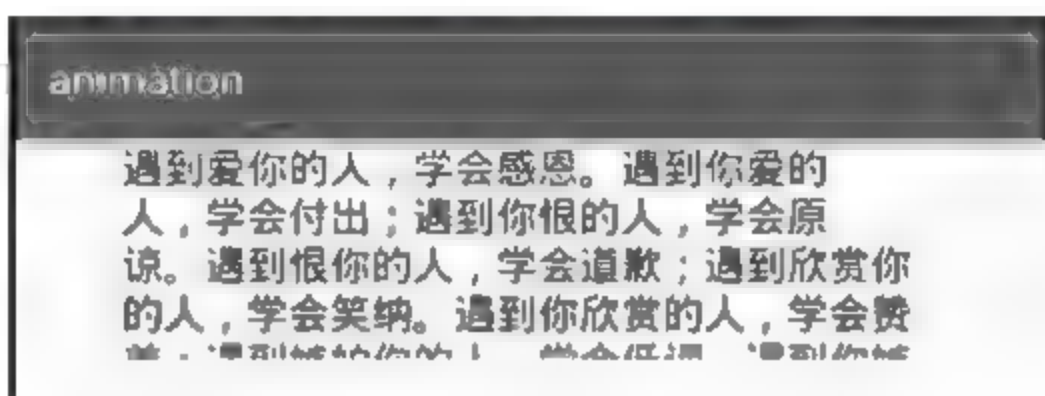 animation
遇到爱你的人，学会感恩。遇到你爱的
人，学会付出；遇到你恨的人，学会原
谅。遇到恨你的人，学会道歉；遇到欣赏你
的人，学会笑纳。遇到你欣赏的人，学会赞